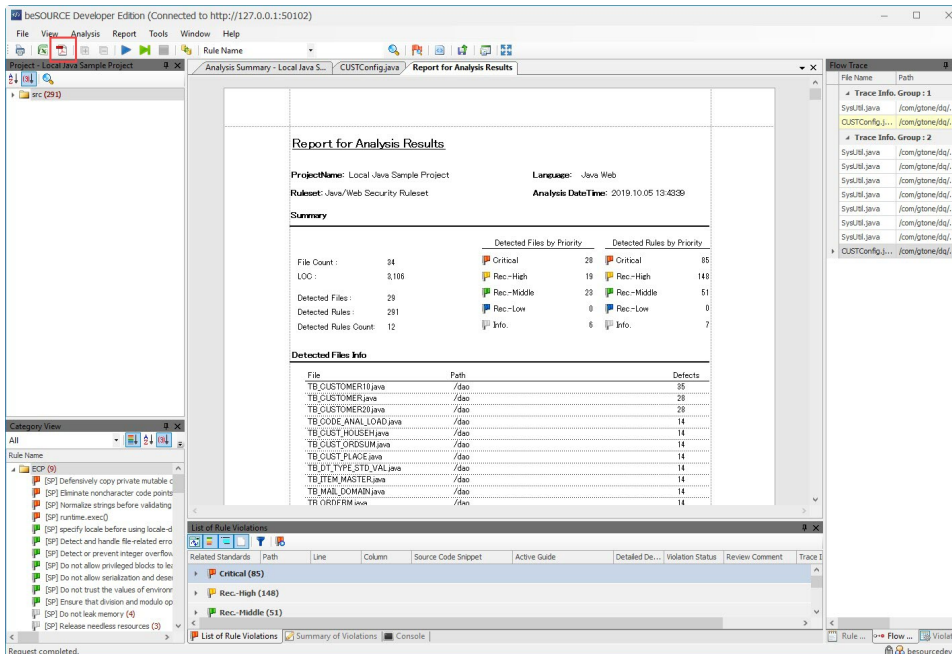 beSOURCE Developer Edition (Connected to http://127.0.0.1:50102)
File View Analysis Report Tools Window Help
Rule Name
Project - Local Java Sample Project
src (291)
Analysis Summary - Local Java S... CUSTConfig.java Report for Analysis Results
Report for Analysis Results
ProjectName: Local Java Sample Project Language: Java Web
Ruleset: Java/Web Security Ruleset Analysis DateTime: 2019.10.05 13:43:39
Summary
Detected Files by Priority Detected Rules by Priority
File Count : 34 Critical 28 Critical 85
LOC : 3,106 Rec.-High 19 Rec.-High 148
Detected Files : 29 Rec.-Middle 23 Rec.-Middle 51
Detected Rules : 291 Rec.-Low 0 Rec.-Low 0
Detected Rules Count: 12 Info. 6 Info. 7
Detected Files Info
File Path Defects
TB_CUSTOMER10.java /dao 35
TB_CUSTOMER.java /dao 28
TB_CUSTOMER20.java /dao 28
TB_CODE_ANAL_LOAD.java /dao 14
TB_CUST_HOUSEH.java /dao 14
TB_CUST_ORDSUM.java /dao 14
TB_CUST_PLACE.java /dao 14
TB_DT_TYPE_STD_VAL.java /dao 14
TB_ITEM_MASTER.java /dao 14
TB_MAIL_DOMAIN.java /dao 14
TB_ORDERM.java /dao 14
Flow Trace
File Name Path
Trace Info. Group : 1
SysUtil.java /com/gtone/dq/.
CUSTConfig.j... /com/gtone/dq/.
Trace Info. Group : 2
SysUtil.java /com/gtone/dq/.
SysUtil.java /com/gtone/dq/.
SysUtil.java /com/gtone/dq/.
SysUtil.java /com/gtone/dq/.
SysUtil.java /com/gtone/dq/.
SysUtil.java /com/gtone/dq/.
SysUtil.java /com/gtone/dq/.
CUSTConfig.j... /com/gtone/dq/.
Category View
All
Rule Name
ECP (9)
[SP] Defensively copy private mutable c
[SP] Eliminate noncharacter code points
[SP] Normalize strings before validating
[SP] runtime.exec()
[SP] specify locale before using locale-d
[SP] Detect and handle file-related erro
[SP] Detect or prevent integer overflow
[SP] Do not allow privileged blocks to le
[SP] Do not allow serialization and dese
[SP] Do not trust the values of environm
[SP] Ensure that division and modulo op
[SP] Do not leak memory (4)
[SP] Release needless resources (3)
List of Rule Violations
Related Standards Path Line Column Source Code Snippet Active Guide Detailed De... Violation Status Review Comment Trace I
Critical (85)
Rec.-High (148)
Rec.-Middle (51)
List of Rule Violations Summary of Violations Console
Rule ... Flow ... Violat
Request completed. besourcedev